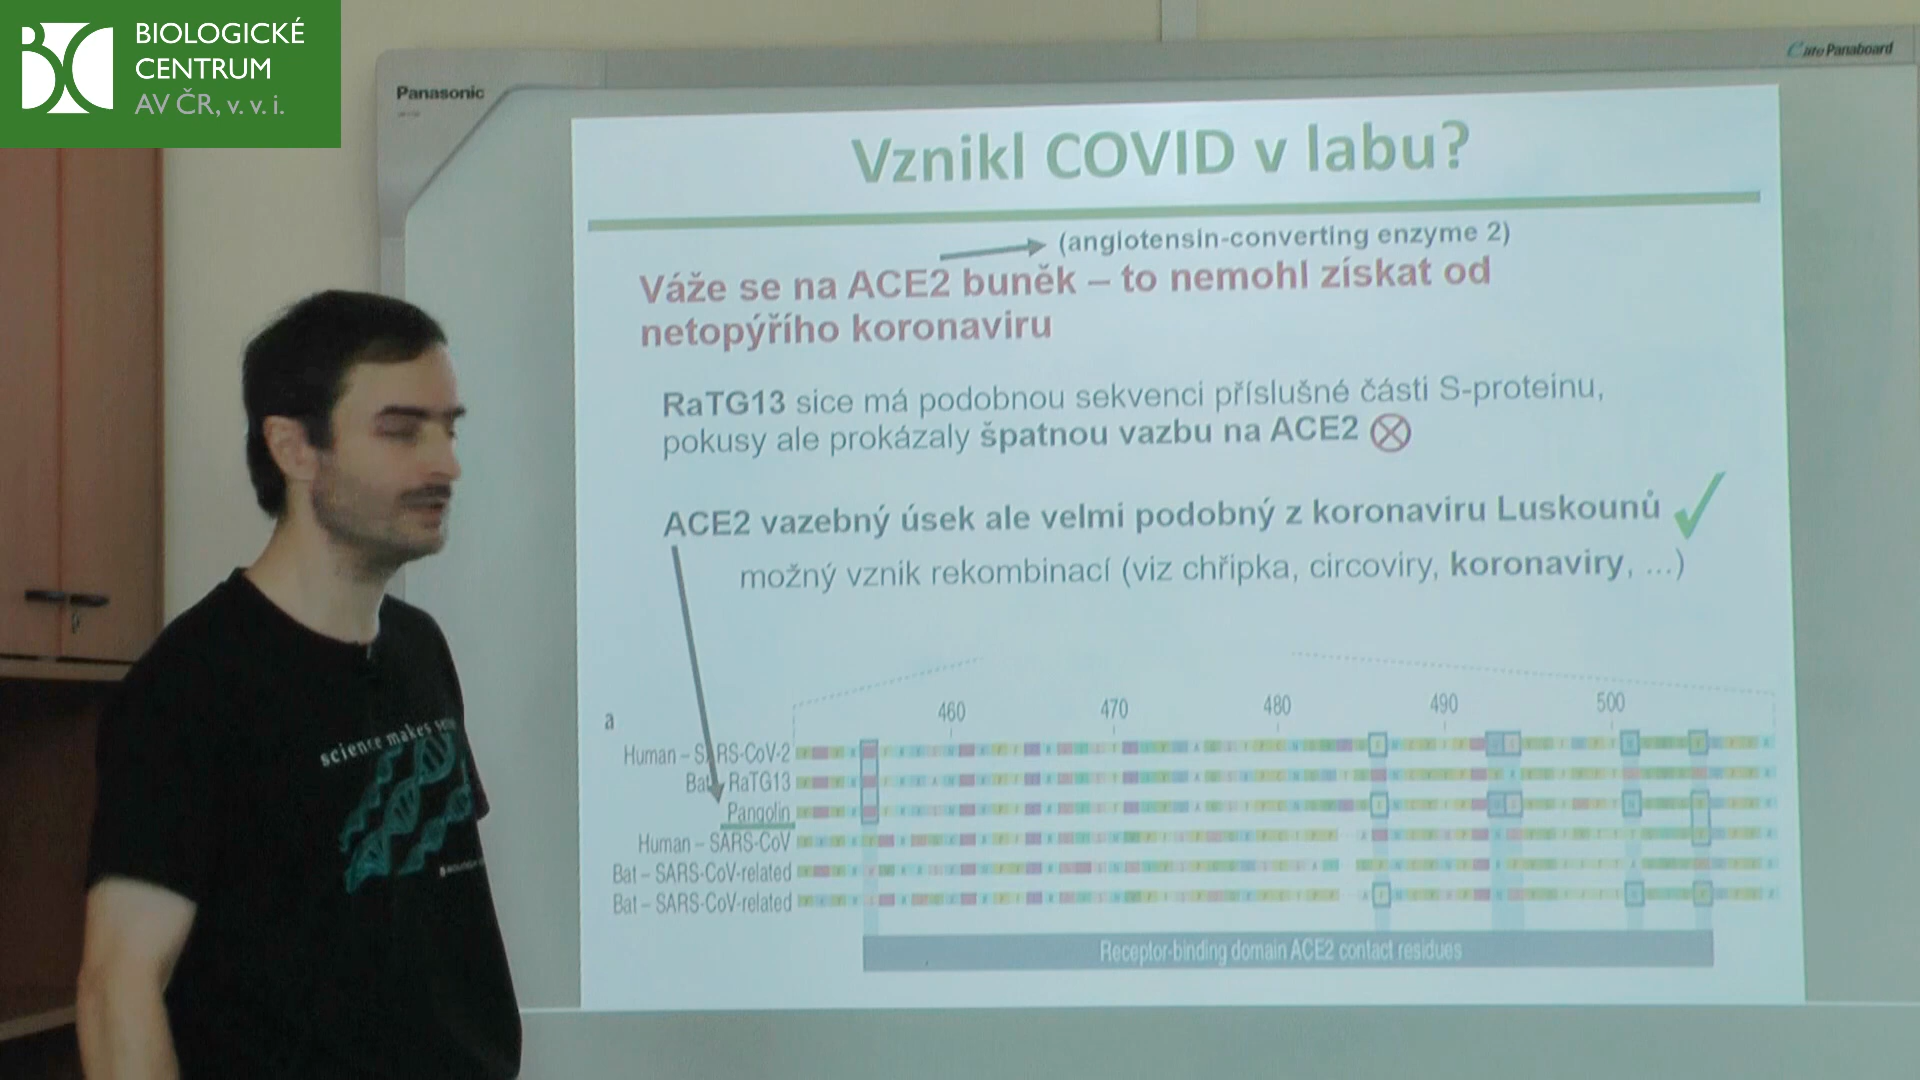 BIOLOGICKÉ
CENTRUM
AV ČR, v. v. i.
Panasonic
elite Panaboard
Vznikl COVID v labu?
(angiotensin-converting enzyme 2)
Váže se na ACE2 buněk – to nemohl získat od
netopýřího koronaviru
RaTG13 sice má podobnou sekvenci příslušné části S-proteinu,
pokusy ale prokázaly špatnou vazbu na ACE2
ACE2 vazebný úsek ale velmi podobný z koronaviru Luskounů
možný vznik rekombinací (viz chřipka, circoviry, koronaviry, ...)
460 470 480 490 500
a
Human – SARS-CoV-2
Bat – RaTG13
Pangolin
Human – SARS-CoV
Bat – SARS-CoV-related
Bat – SARS-CoV-related
Receptor-binding domain ACE2 contact residues
science makes